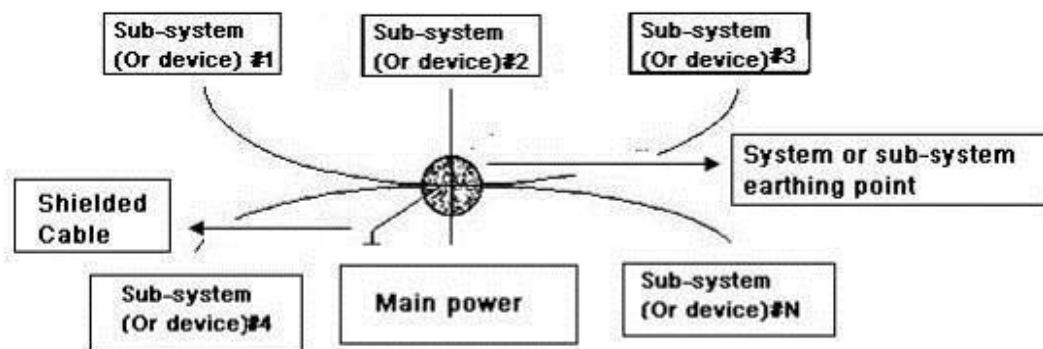 Sub-system
(Or device) #1
Sub-system
(Or device)#2
Sub-system
(Or device)#3
System or sub-system
earthing point
Shielded
Cable
Sub-system
(Or device)#4
Main power
Sub-system
(Or device)#N